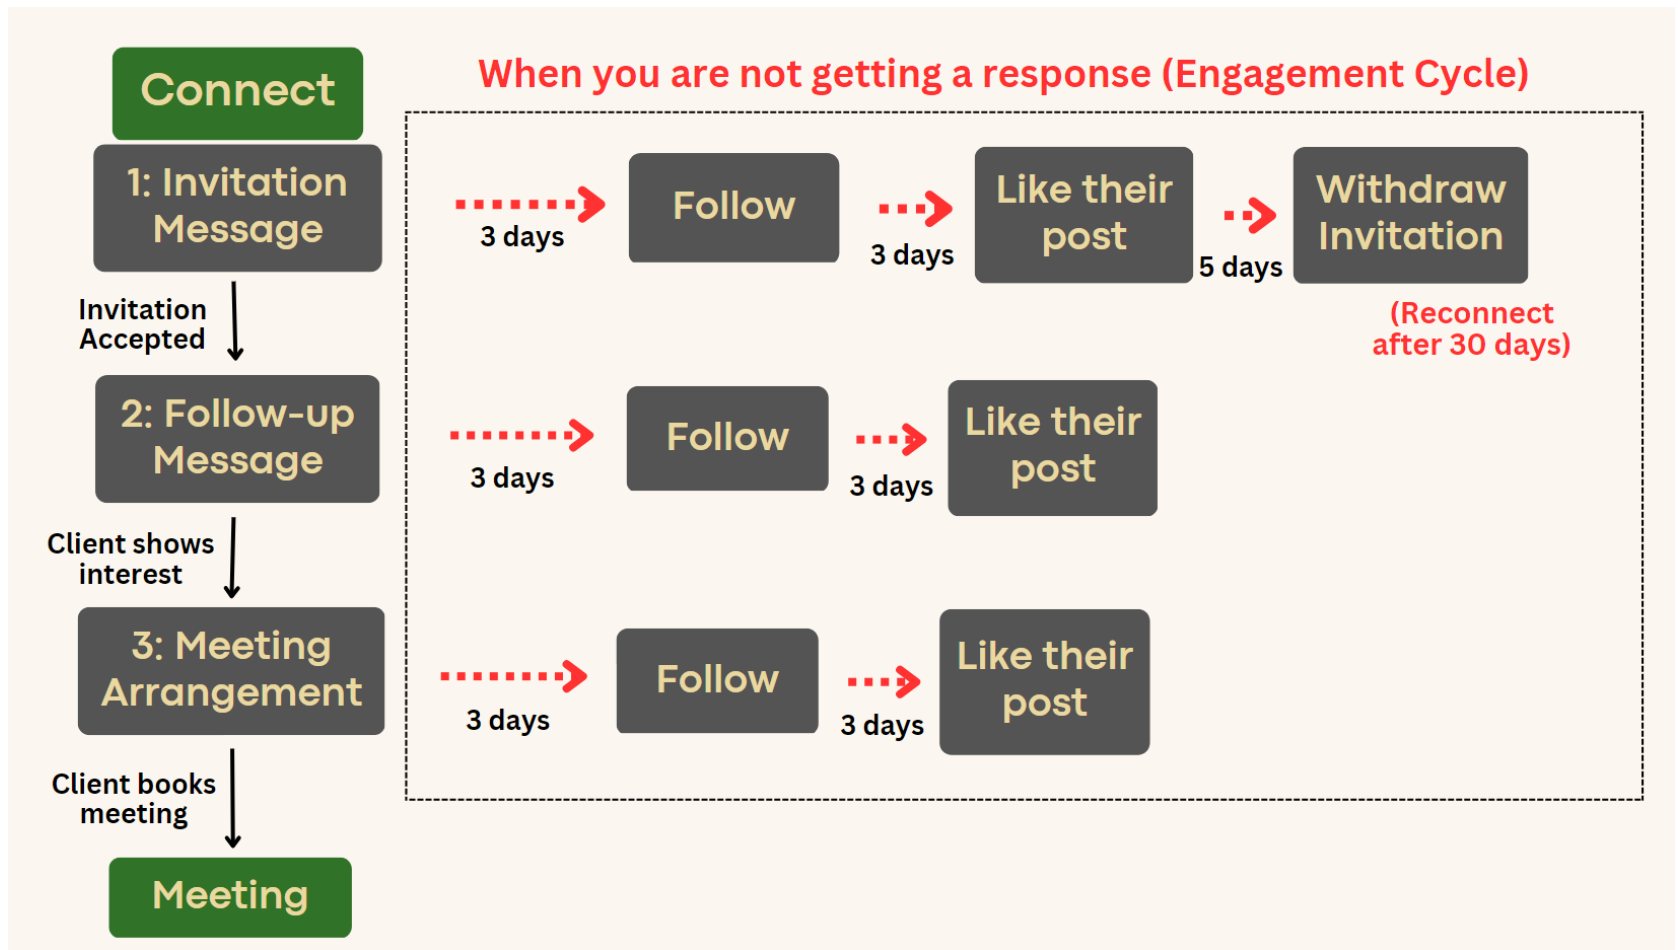 Connect
When you are not getting a response (Engagement Cycle)
1: Invitation
Message
3 days
Follow
3 days
Like their
post
5 days
Withdraw
Invitation
(Reconnect
after 30 days)
Invitation
Accepted
2: Follow-up
Message
3 days
Follow
3 days
Like their
post
Client shows
interest
3: Meeting
Arrangement
3 days
Follow
3 days
Like their
post
Client books
meeting
Meeting